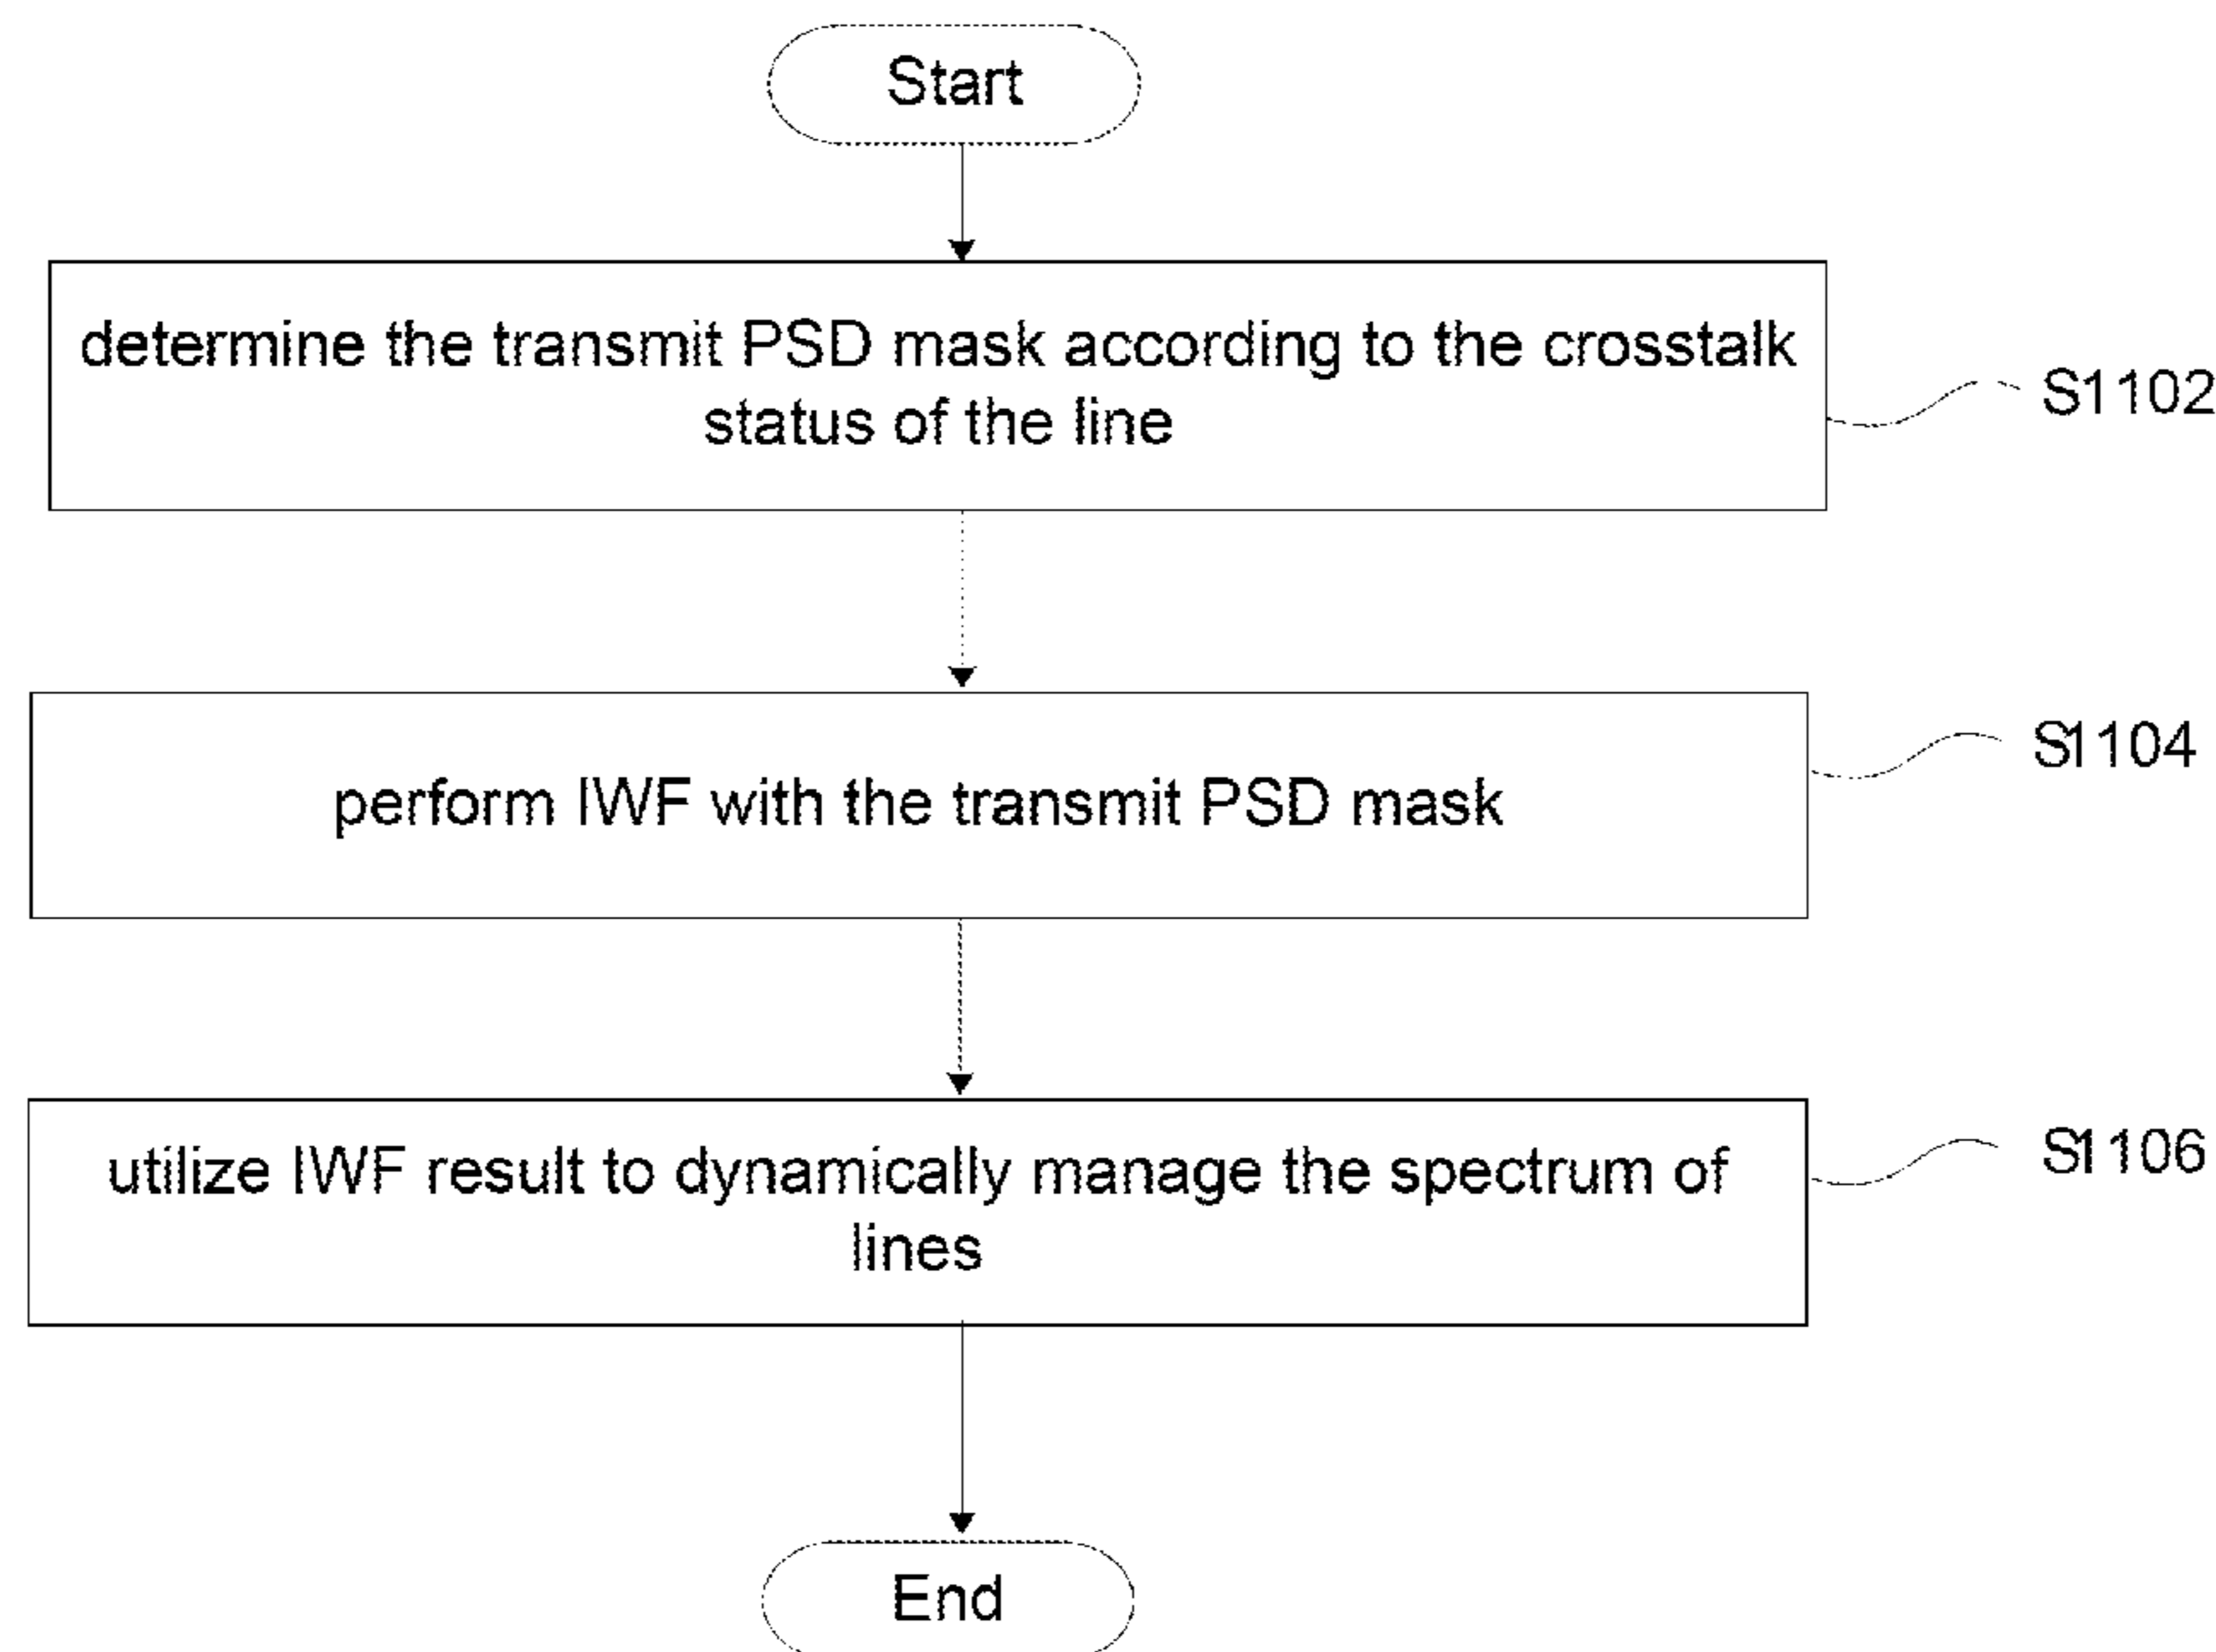 Start
determine the transmit PSD mask according to the crosstalk
status of the line
S1102
perform IWF with the transmit PSD mask
S1104
utilize IWF result to dynamically manage the spectrum of
lines
S1106
End